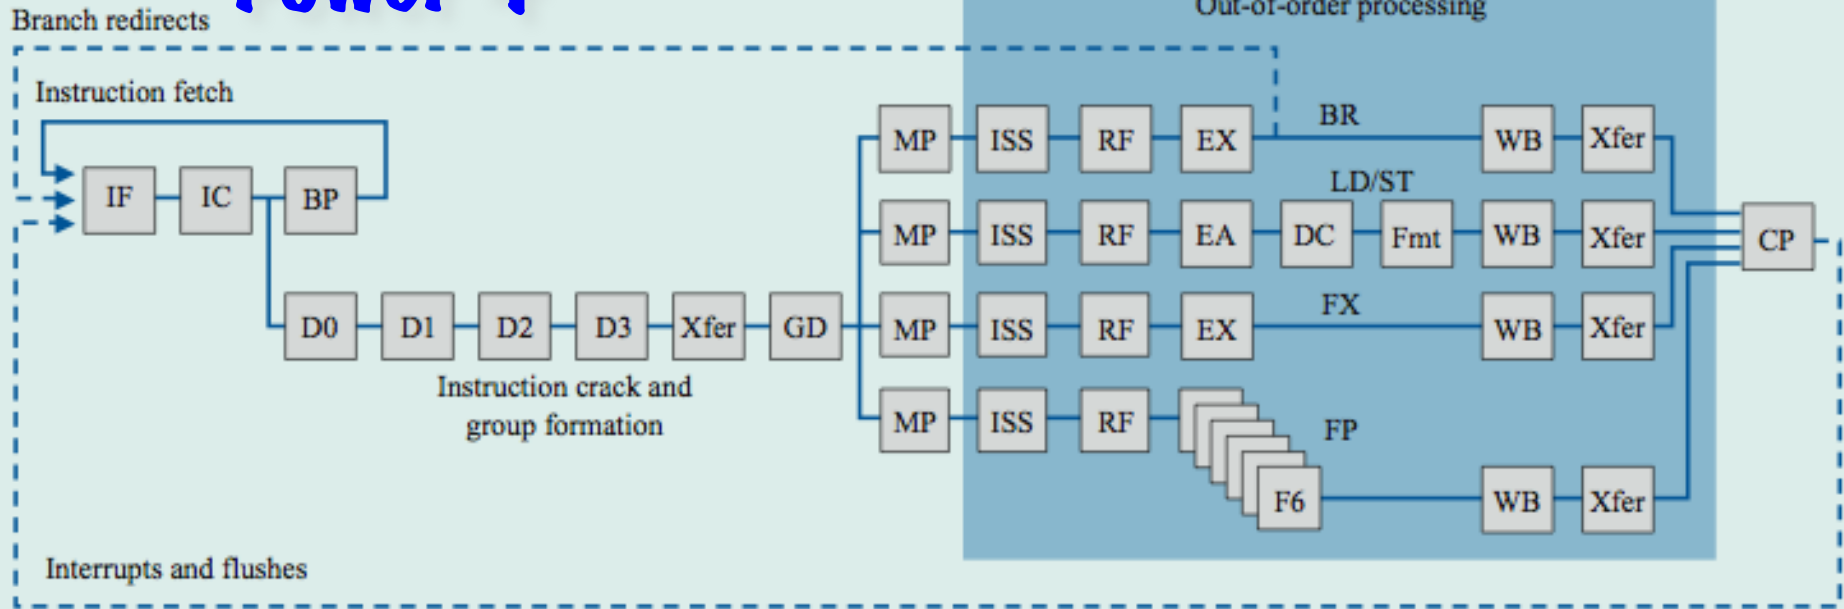 Power 4
Out-of-order processing
Branch redirects
Instruction fetch
MP ISS RF EX BR WB Xfer
IF IC BP
LD/ST
MP ISS RF EA DC Fmt WB Xfer
CP
FX
D0 D1 D2 D3 Xfer GD MP ISS RF EX WB Xfer
Instruction crack and
group formation
MP ISS RF FP
F6 WB Xfer
Interrupts and flushes